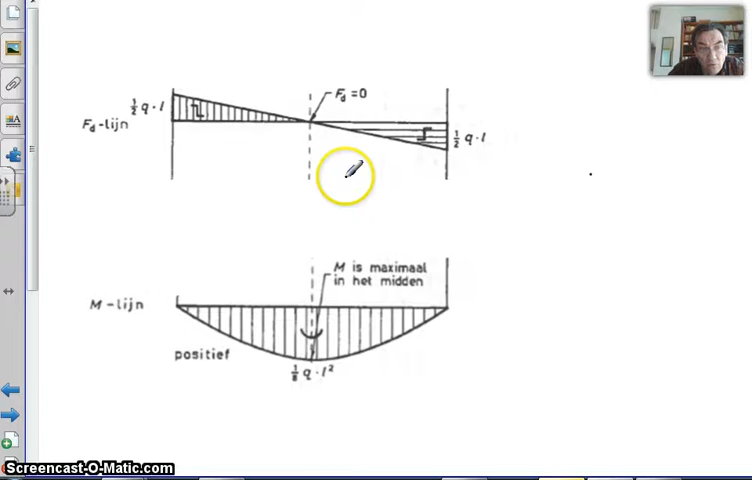 F_d = 0
½ q · l
F_d-lijn
½ q · l
M is maximaal
in het midden
M-lijn
positief
⅛ q · l²
Screencast-O-Matic.com